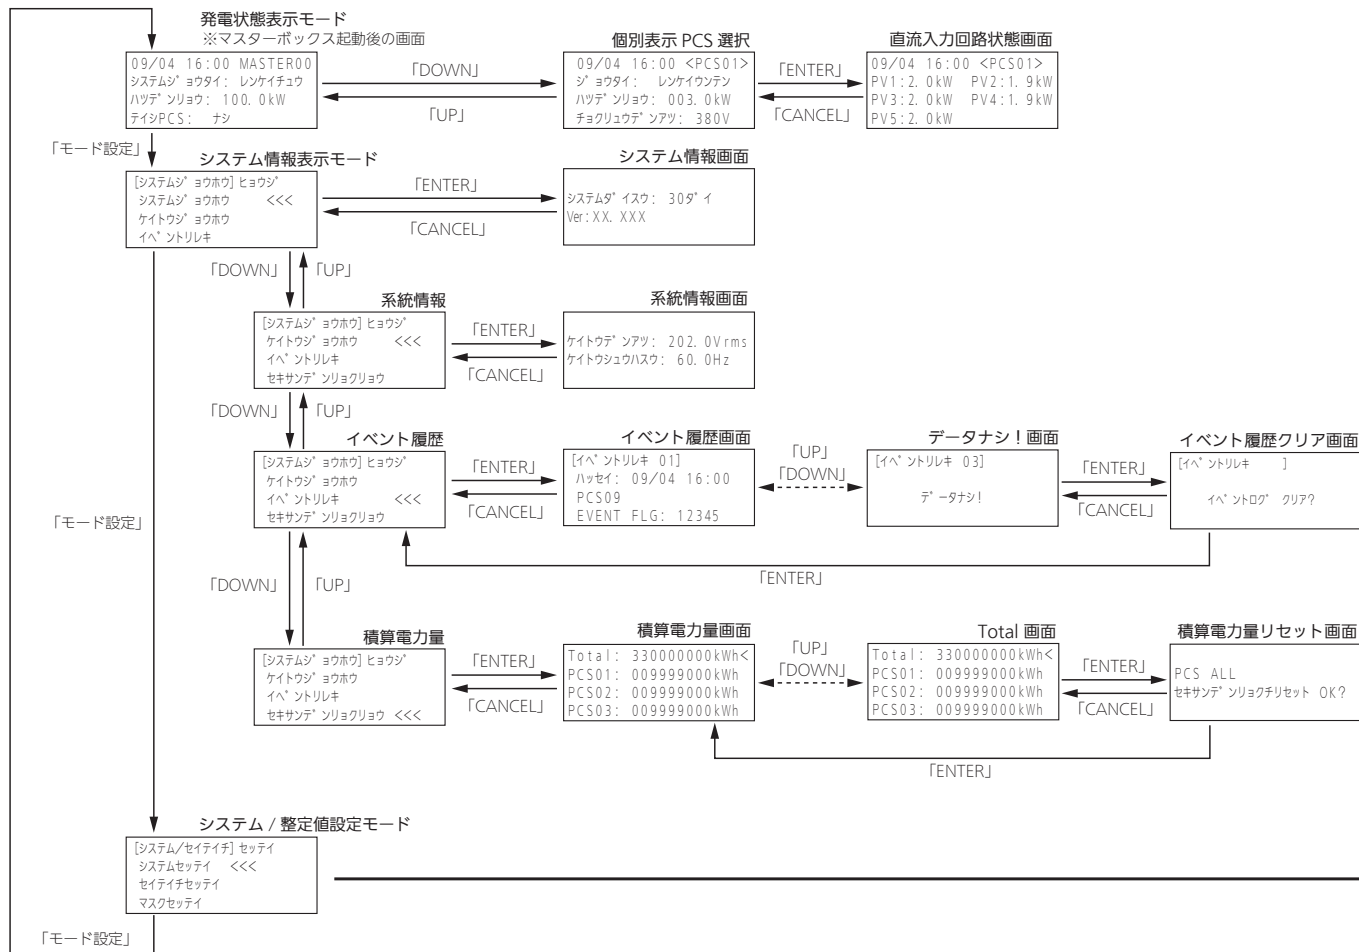 発電状態表示モード
※マスターボックス起動後の画面
09/04 16:00 MASTER00
システムジョウタイ: レンケイチュウ
ハツデンリョウ: 100.0kW
テイシPCS: ナシ
「DOWN」
「UP」
個別表示 PCS 選択
09/04 16:00 <PCS01>
ジョウタイ: レンケイウンテン
ハツデンリョウ: 003.0kW
チョクリュウデンアツ: 380V
「ENTER」
「CANCEL」
直流入力回路状態画面
09/04 16:00 <PCS01>
PV1:2.0kW PV2:1.9kW
PV3:2.0kW PV4:1.9kW
PV5:2.0kW
「モード設定」
システム情報表示モード
[システムジョウホウ] ヒョウジ
システムジョウホウ <<<
ケイトウジョウホウ
イベントリレキ
「ENTER」
「CANCEL」
システム情報画面
システムダイスウ: 30ダイ
Ver:XX.XXX
「DOWN」
「UP」
系統情報
[システムジョウホウ] ヒョウジ
ケイトウジョウホウ <<<
イベントリレキ
セキサンデンリョクリョウ
「ENTER」
「CANCEL」
系統情報画面
ケイトウデンアツ: 202.0Vrms
ケイトウシュウハスウ: 60.0Hz
「DOWN」
「UP」
イベント履歴
[システムジョウホウ] ヒョウジ
ケイトウジョウホウ
イベントリレキ <<<
セキサンデンリョクリョウ
「ENTER」
「CANCEL」
イベント履歴画面
[イベントリレキ 01]
ハッセイ: 09/04 16:00
PCS09
EVENT FLG: 12345
「UP」
「DOWN」
データナシ！画面
[イベントリレキ 03]
データナシ!
「ENTER」
「CANCEL」
イベント履歴クリア画面
[イベントリレキ ]
イベントログ クリア?
「ENTER」
「モード設定」
「DOWN」
「UP」
積算電力量
[システムジョウホウ] ヒョウジ
ケイトウジョウホウ
イベントリレキ
セキサンデンリョクリョウ <<<
「ENTER」
「CANCEL」
積算電力量画面
Total: 330000000kWh<
PCS01: 009999000kWh
PCS02: 009999000kWh
PCS03: 009999000kWh
「UP」
「DOWN」
Total 画面
Total: 330000000kWh<
PCS01: 009999000kWh
PCS02: 009999000kWh
PCS03: 009999000kWh
「ENTER」
「CANCEL」
積算電力量リセット画面
PCS ALL
セキサンデンリョクチリセット OK?
「ENTER」
システム / 整定値設定モード
[システム/セイテイチ] セッテイ
システムセッテイ <<<
セイテイチセッテイ
マスクセッテイ
「モード設定」